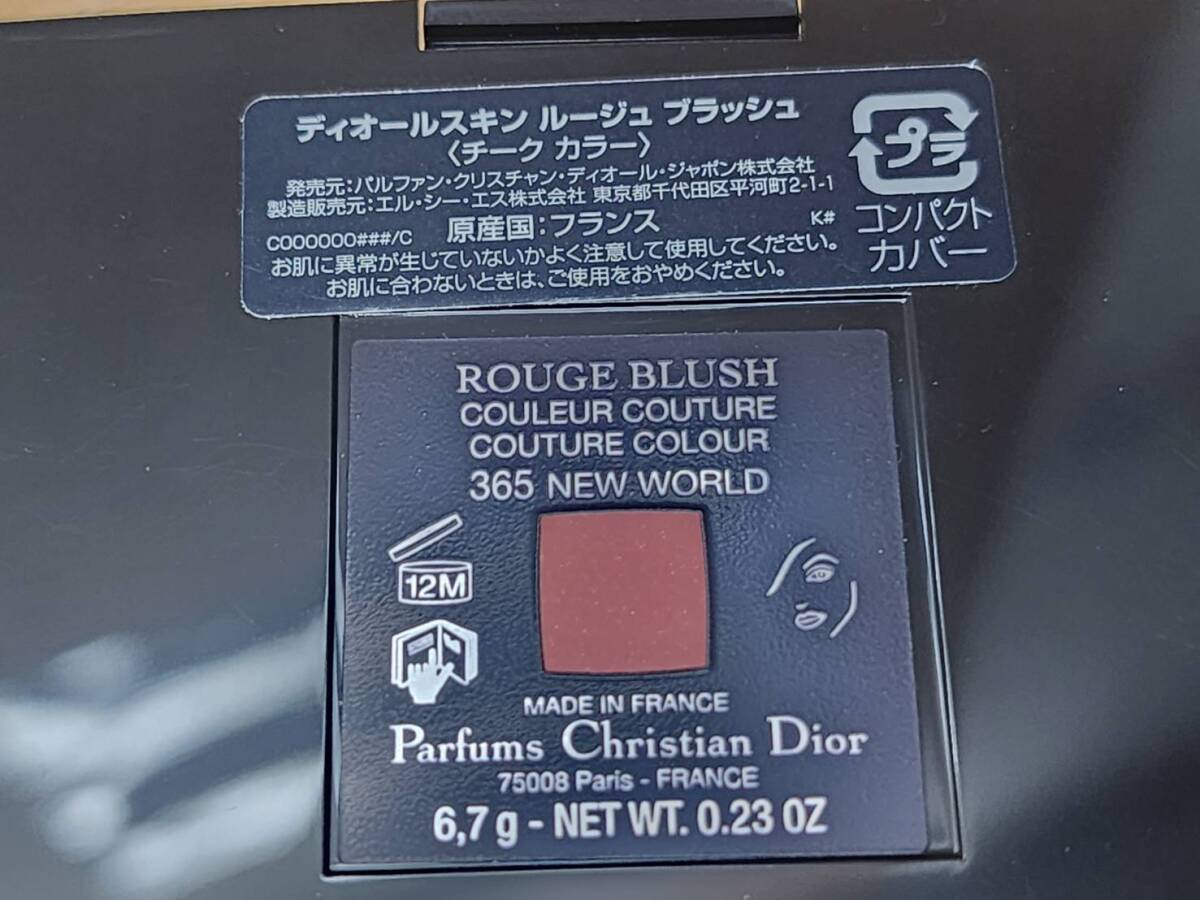 ディオールスキン ルージュ ブラッシュ
〈チーク カラー〉
発売元:パルファン・クリスチャン・ディオール・ジャポン株式会社
製造販売元:エル・シー・エス株式会社 東京都千代田区平河町2-1-1
C000000###/C 原産国:フランス K#
お肌に異常が生じていないかよく注意して使用してください。
お肌に合わないときは、ご使用をおやめください。
プラ
コンパクト
カバー
ROUGE BLUSH
COULEUR COUTURE
COUTURE COLOUR
365 NEW WORLD
12M
MADE IN FRANCE
Parfums Christian Dior
75008 Paris - FRANCE
6,7 g - NET WT. 0.23 OZ